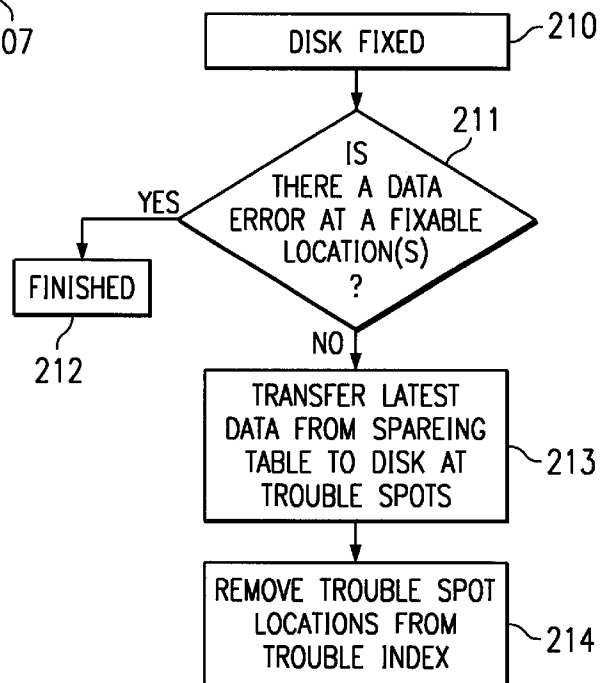 07
DISK FIXED
210
211
IS
THERE A DATA
ERROR AT A FIXABLE
LOCATION(S)
?
YES
FINISHED
212
NO
TRANSFER LATEST
DATA FROM SPAREING
TABLE TO DISK AT
TROUBLE SPOTS
213
REMOVE TROUBLE SPOT
LOCATIONS FROM
TROUBLE INDEX
214